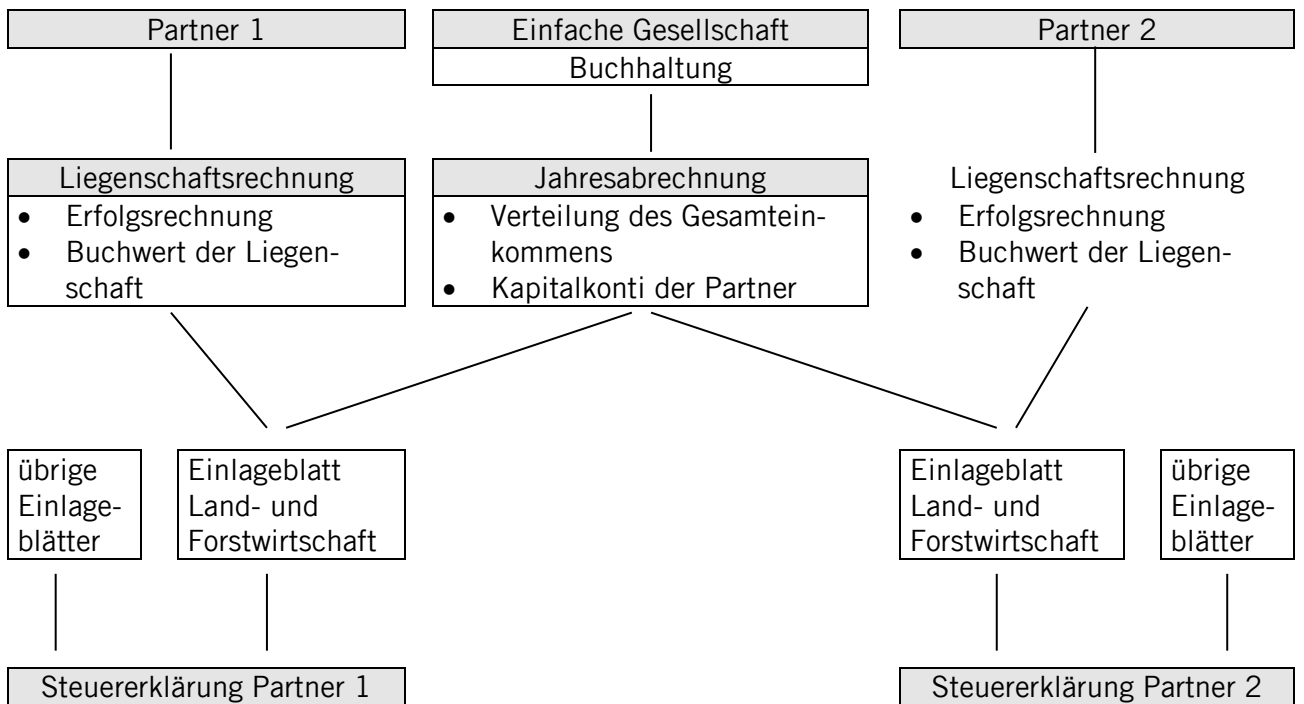 Partner 1
Einfache Gesellschaft
Buchhaltung
Partner 2
Liegenschaftsrechnung
• Erfolgsrechnung
• Buchwert der Liegen-
schaft
Jahresabrechnung
• Verteilung des Gesamtein-
kommens
• Kapitalkonti der Partner
Liegenschaftsrechnung
• Erfolgsrechnung
• Buchwert der Liegen-
schaft
übrige
Einlage-
blätter
Einlageblatt
Land- und
Forstwirtschaft
Einlageblatt
Land- und
Forstwirtschaft
übrige
Einlage-
blätter
Steuererklärung Partner 1
Steuererklärung Partner 2